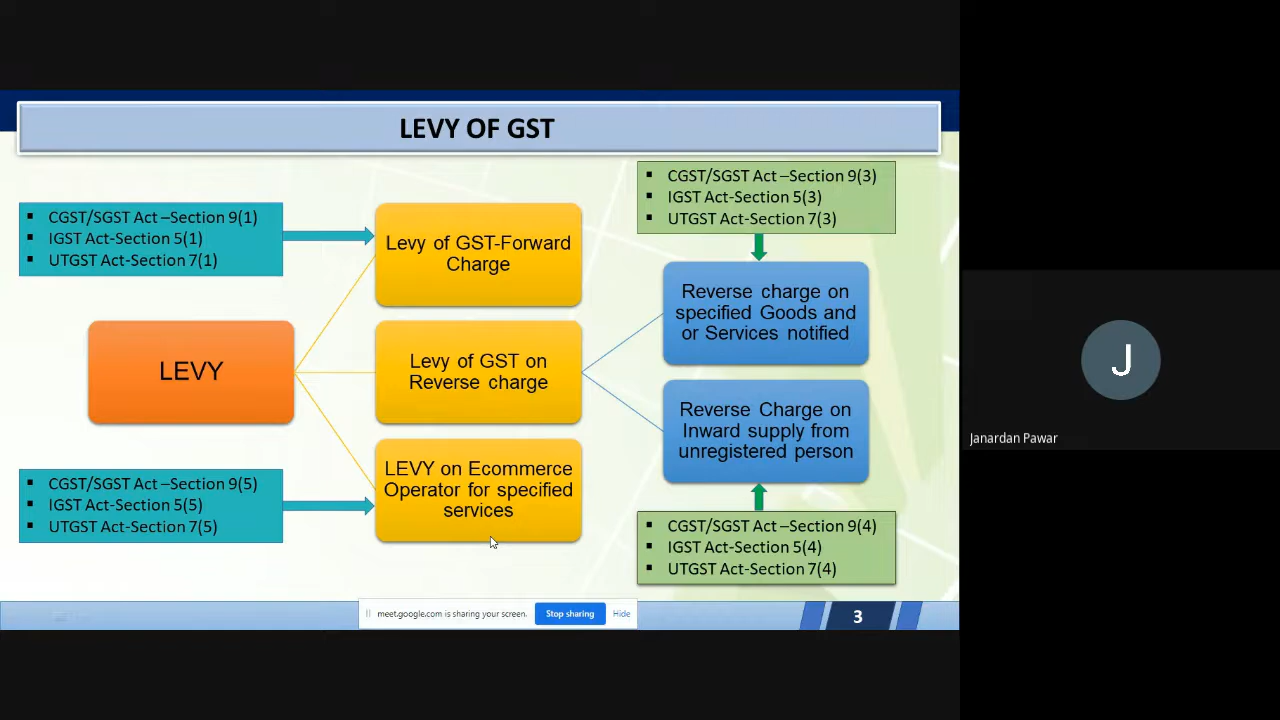 LEVY OF GST
▪ CGST/SGST Act –Section 9(1)
▪ IGST Act-Section 5(1)
▪ UTGST Act-Section 7(1)
Levy of GST-Forward
Charge
▪ CGST/SGST Act –Section 9(3)
▪ IGST Act-Section 5(3)
▪ UTGST Act-Section 7(3)
Reverse charge on
specified Goods and
or Services notified
LEVY
Levy of GST on
Reverse charge
Reverse Charge on
Inward supply from
unregistered person
▪ CGST/SGST Act –Section 9(5)
▪ IGST Act-Section 5(5)
▪ UTGST Act-Section 7(5)
LEVY on Ecommerce
Operator for specified
services
▪ CGST/SGST Act –Section 9(4)
▪ IGST Act-Section 5(4)
▪ UTGST Act-Section 7(4)
meet.google.com is sharing your screen.
Stop sharing
Hide
3
J
Janardan Pawar